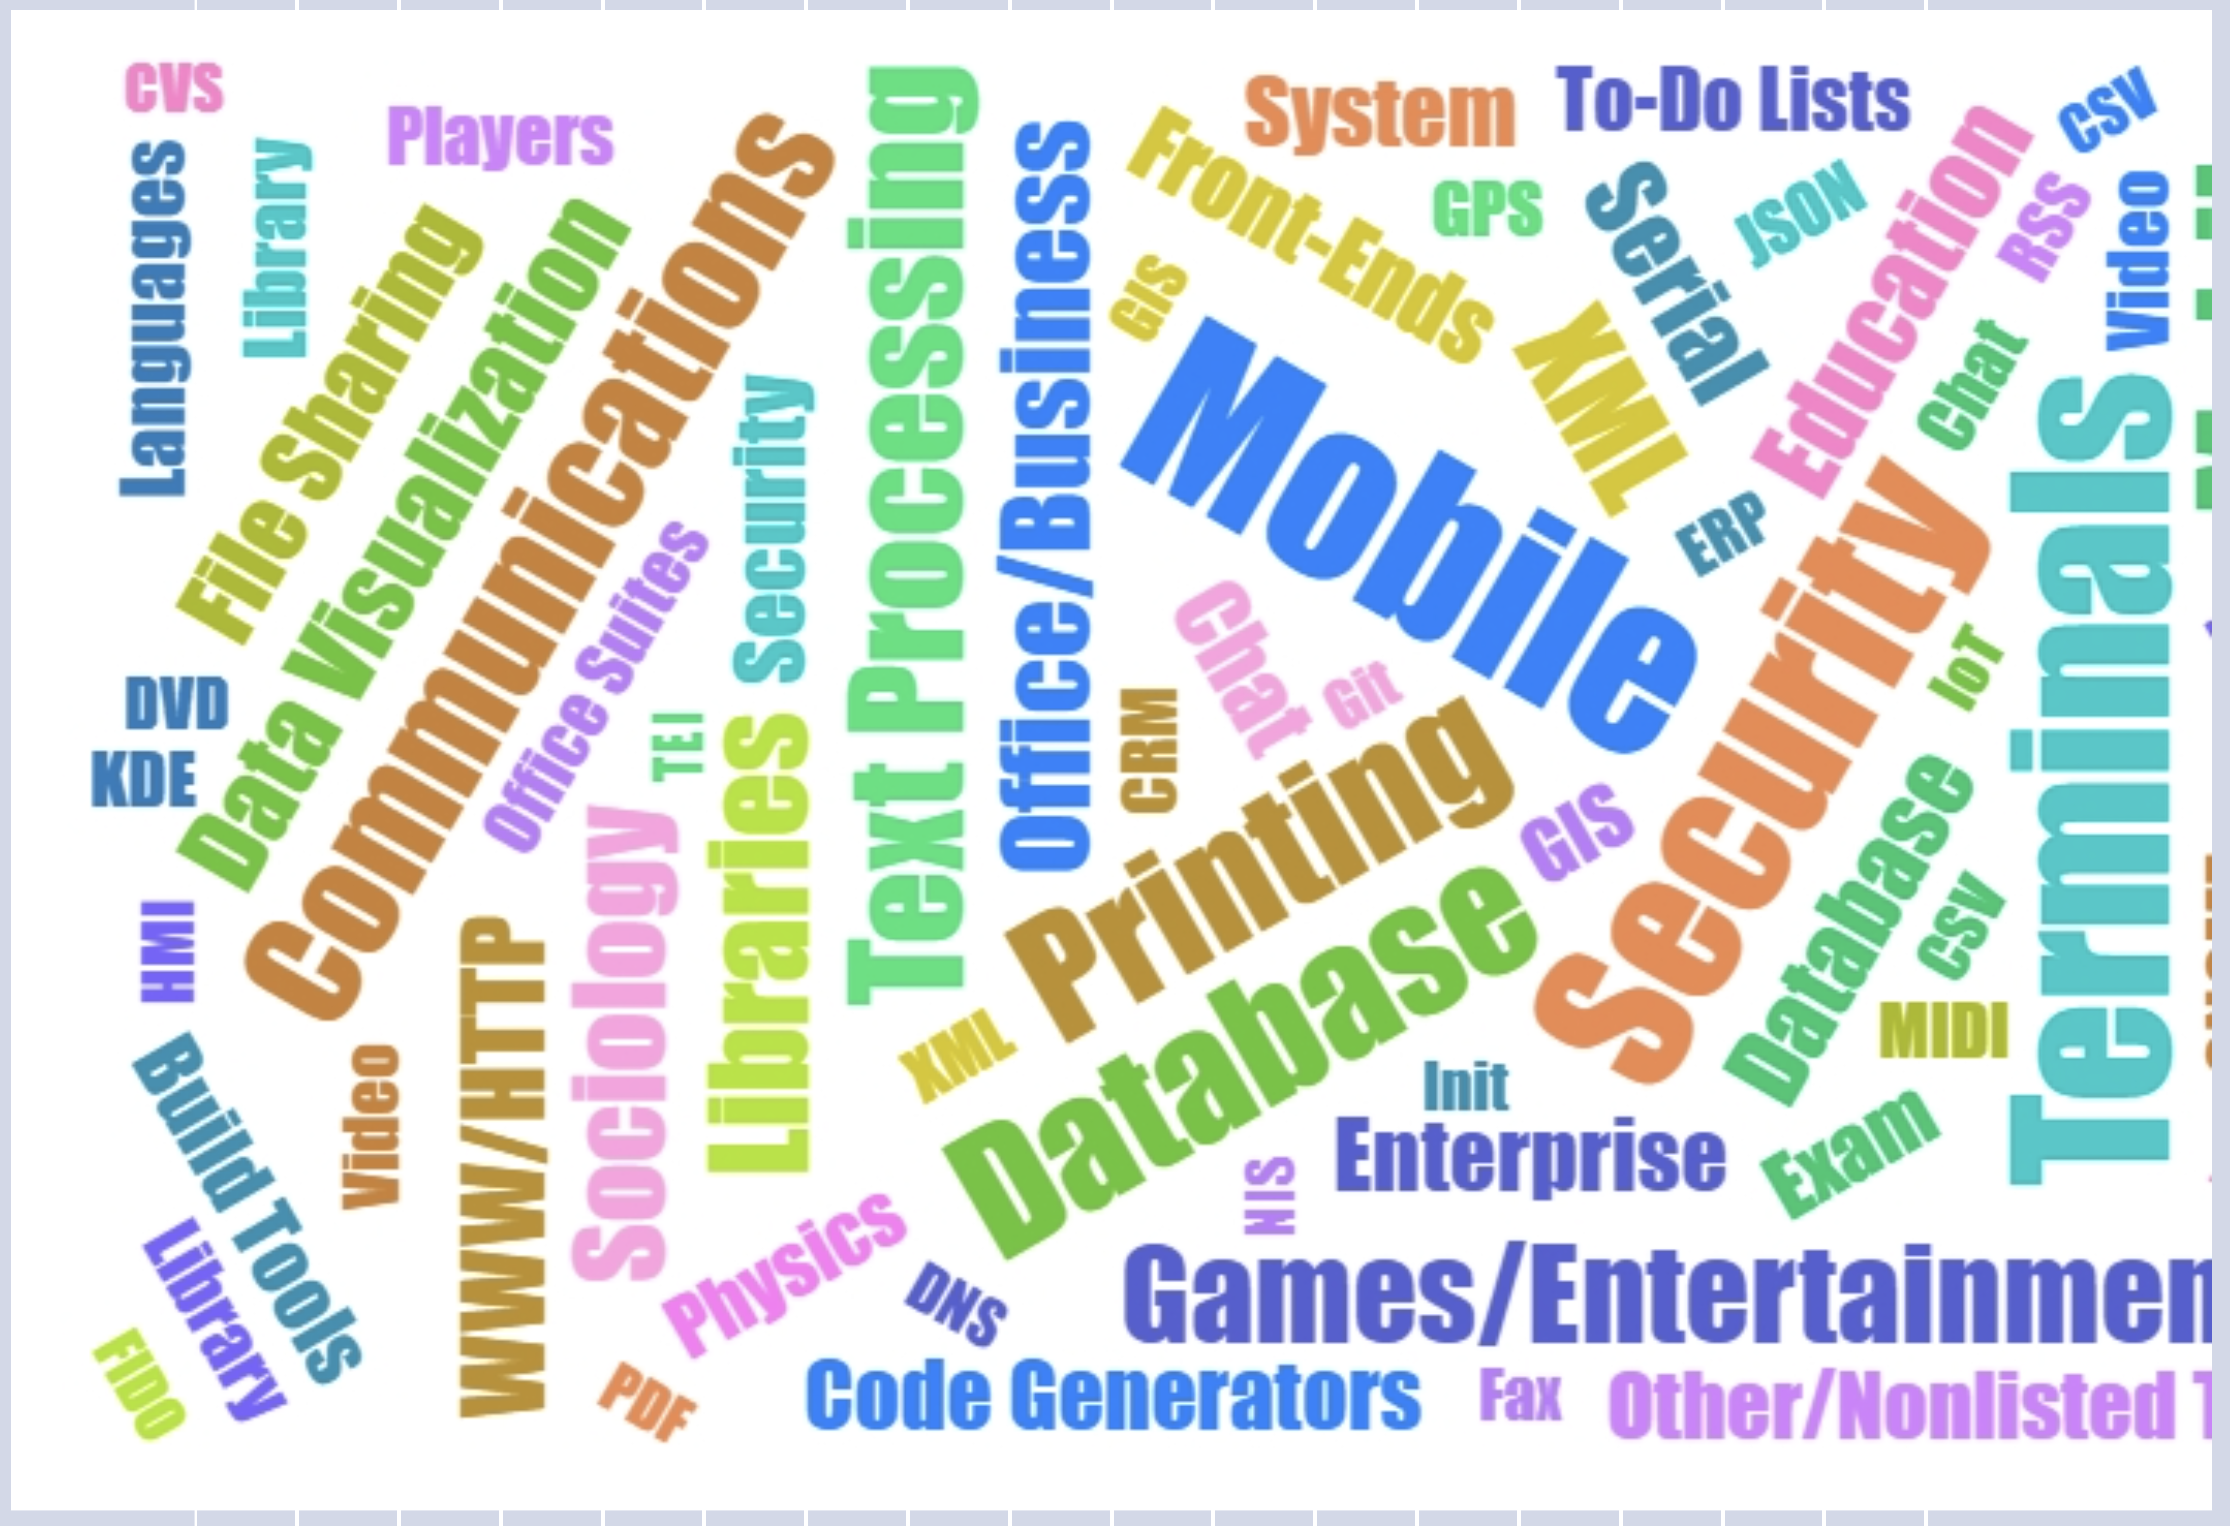 CVS
Players
Languages
Library
File Sharing
Data Visualization
Communications
Office Suites
Security
Text Processing
Office/Business
System
To-Do Lists
CSV
Front-Ends
GPS
Serial
JSON
Education
RSS
Video
GIS
XML
Chat
Mobile
ERP
Security
Terminals
IoT
Chat
Git
CRM
DVD
KDE
TEI
Libraries
Sociology
Printing
GIS
Database
CSV
HMI
WWW/HTTP
Database
MIDI
XML
Init
Build Tools
Video
Enterprise
Exam
NIS
Physics
DNS
Games/Entertainmen
Library
FIDO
PDF
Code Generators
Fax
Other/Nonlisted T